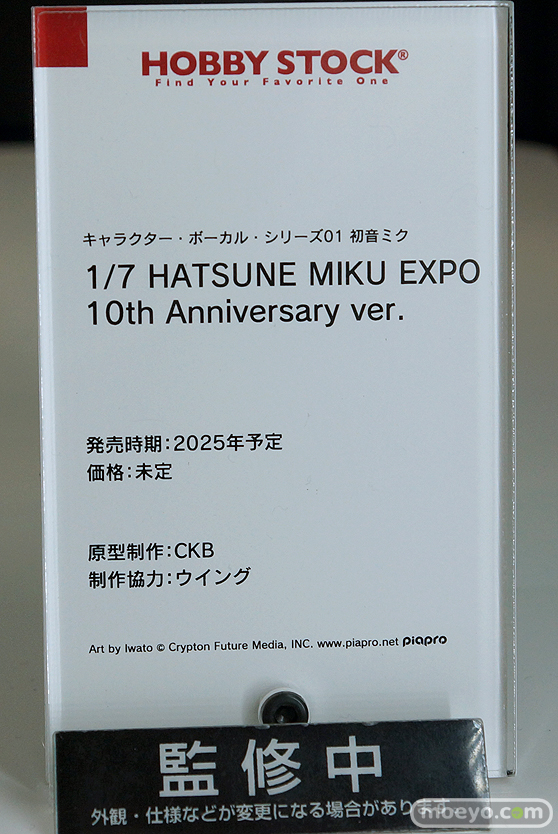 HOBBY STOCK®
Find Your Favorite One
キャラクター・ボーカル・シリーズ01 初音ミク
1/7 HATSUNE MIKU EXPO
10th Anniversary ver.
発売時期：2025年予定
価格：未定
原型制作：CKB
制作協力：ウイング
Art by Iwato © Crypton Future Media, INC. www.piapro.net piapro
監修中
外観・仕様などが変更になる場合があります
moeyo.com